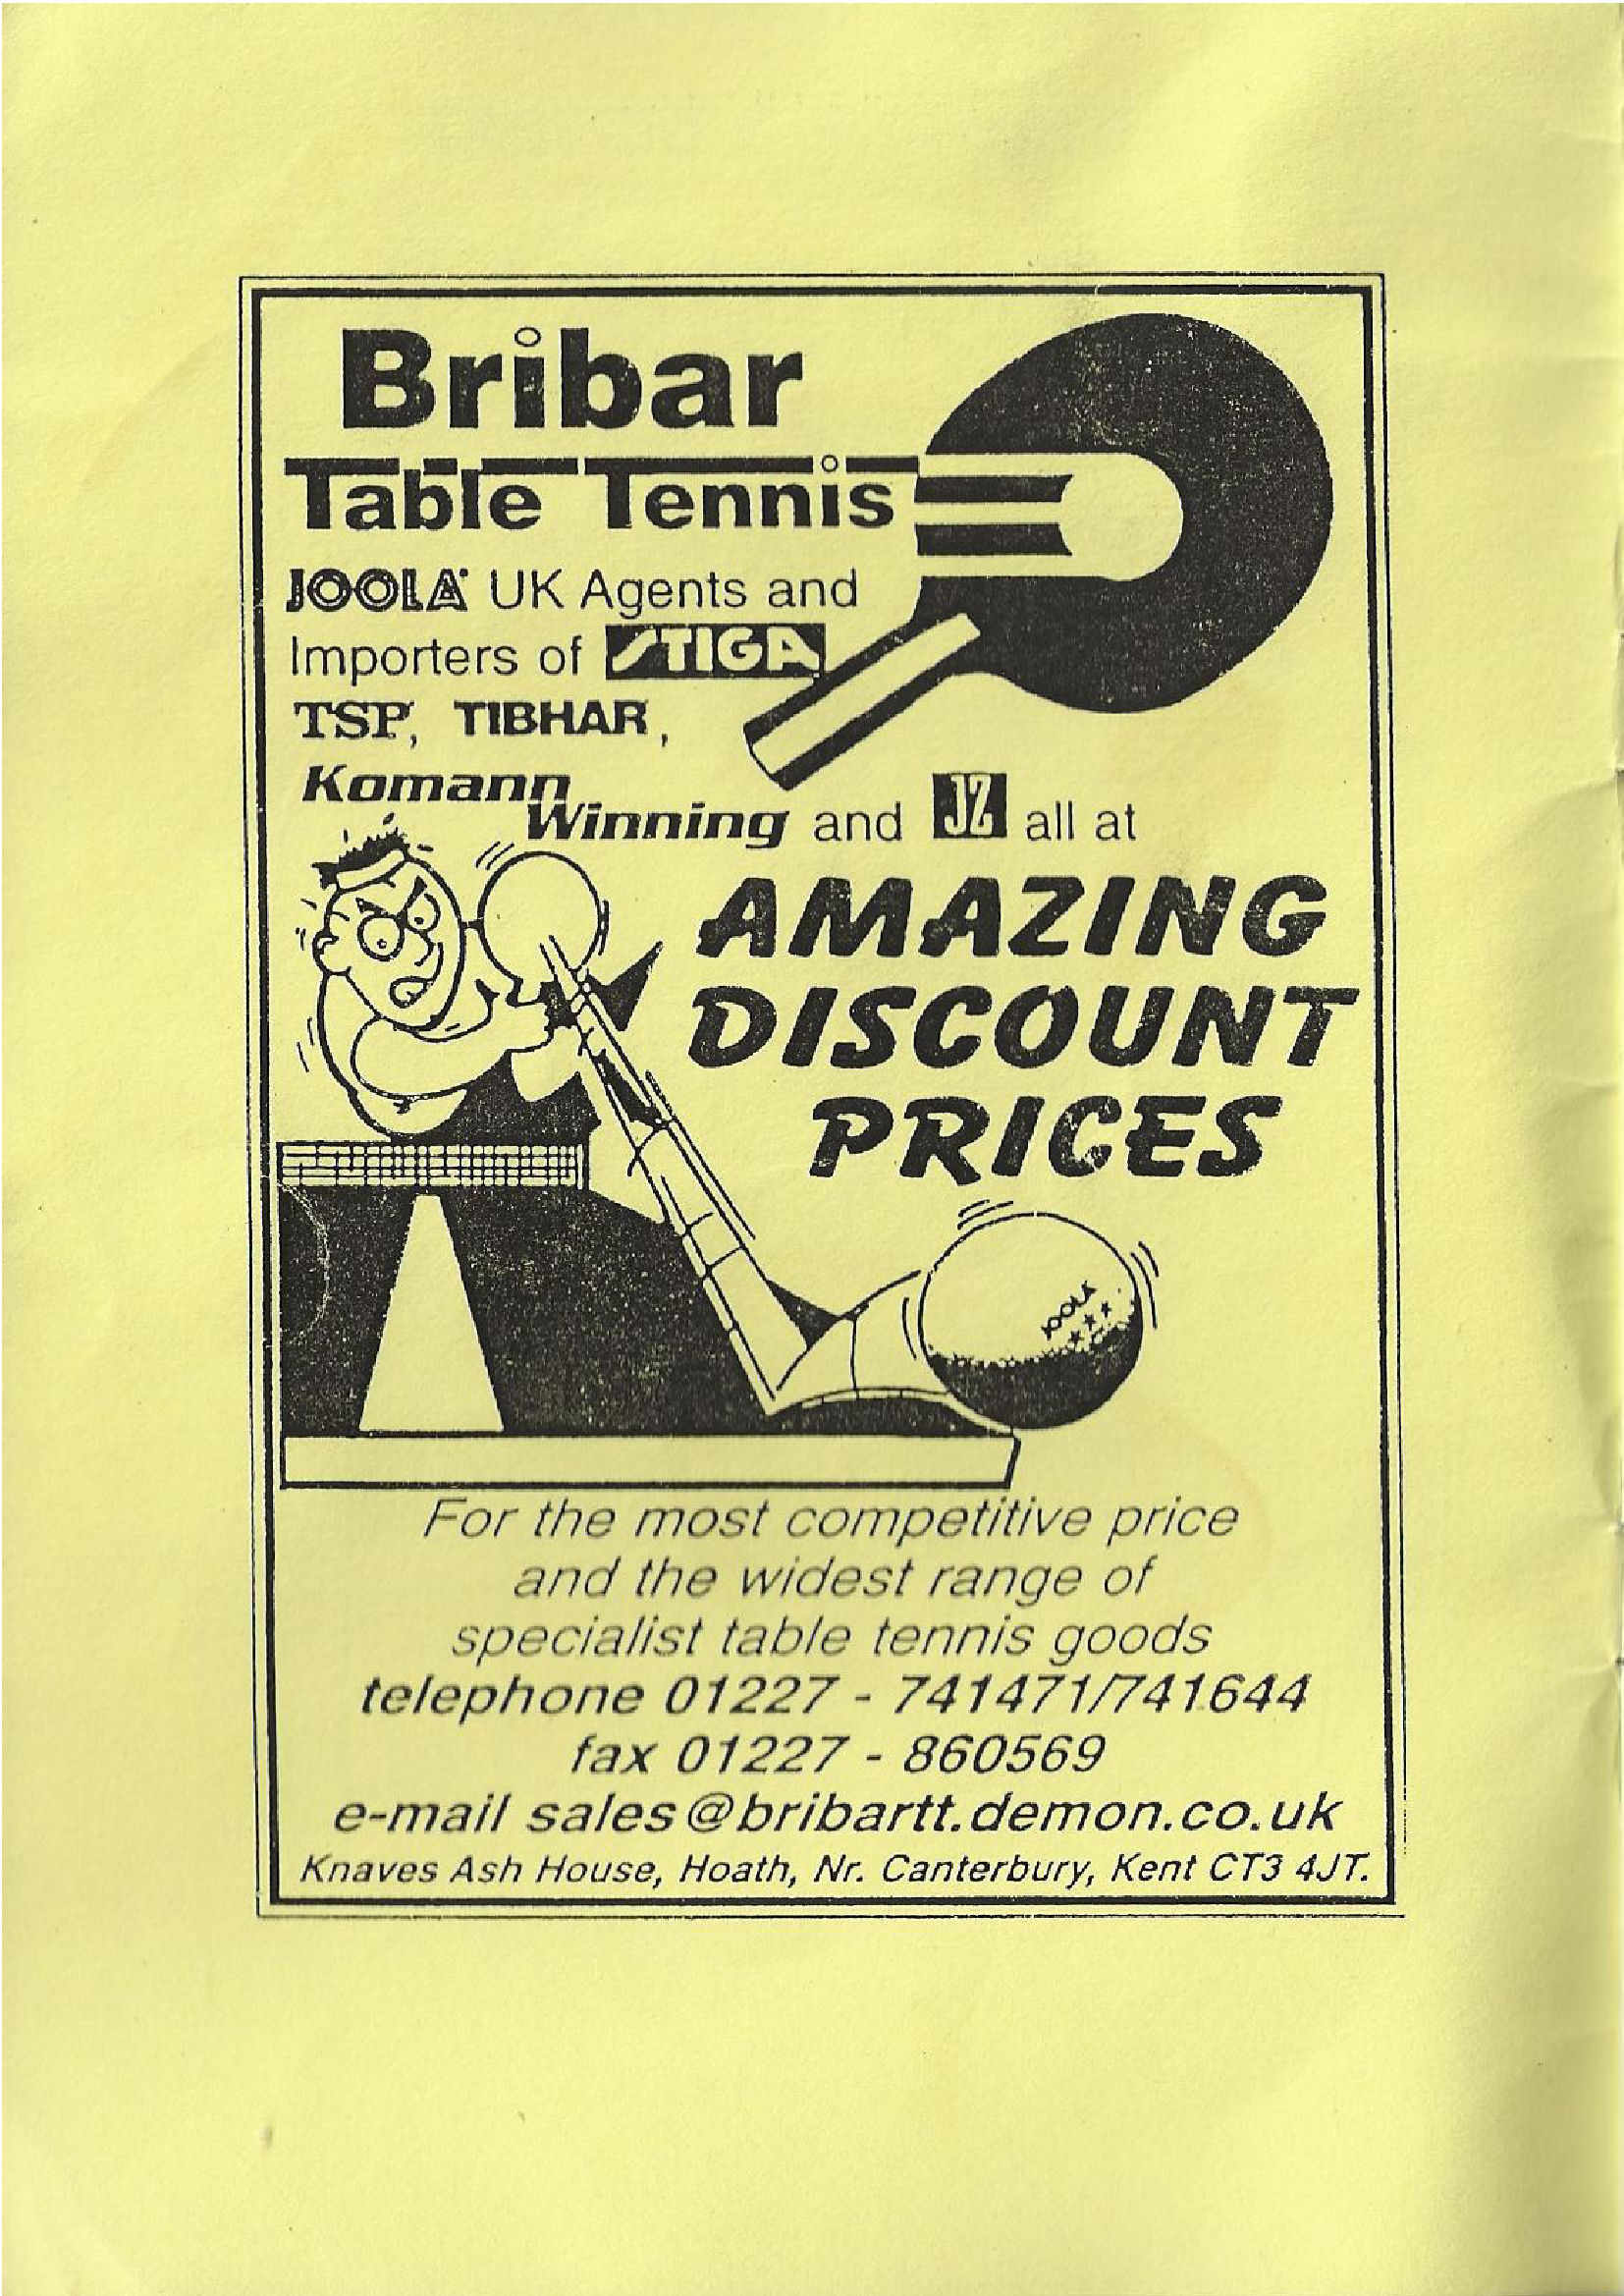 Bribar
Table Tennis
JOOLA UK Agents and
Importers of STIGA
TSP, TIBHAR,
Komann
Winning and JZ all at
AMAZING
DISCOUNT
PRICES
JOOLA
For the most competitive price
and the widest range of
specialist table tennis goods
telephone 01227 - 741471/741644
fax 01227 - 860569
e-mail sales@bribartt.demon.co.uk
Knaves Ash House, Hoath, Nr. Canterbury, Kent CT3 4JT.